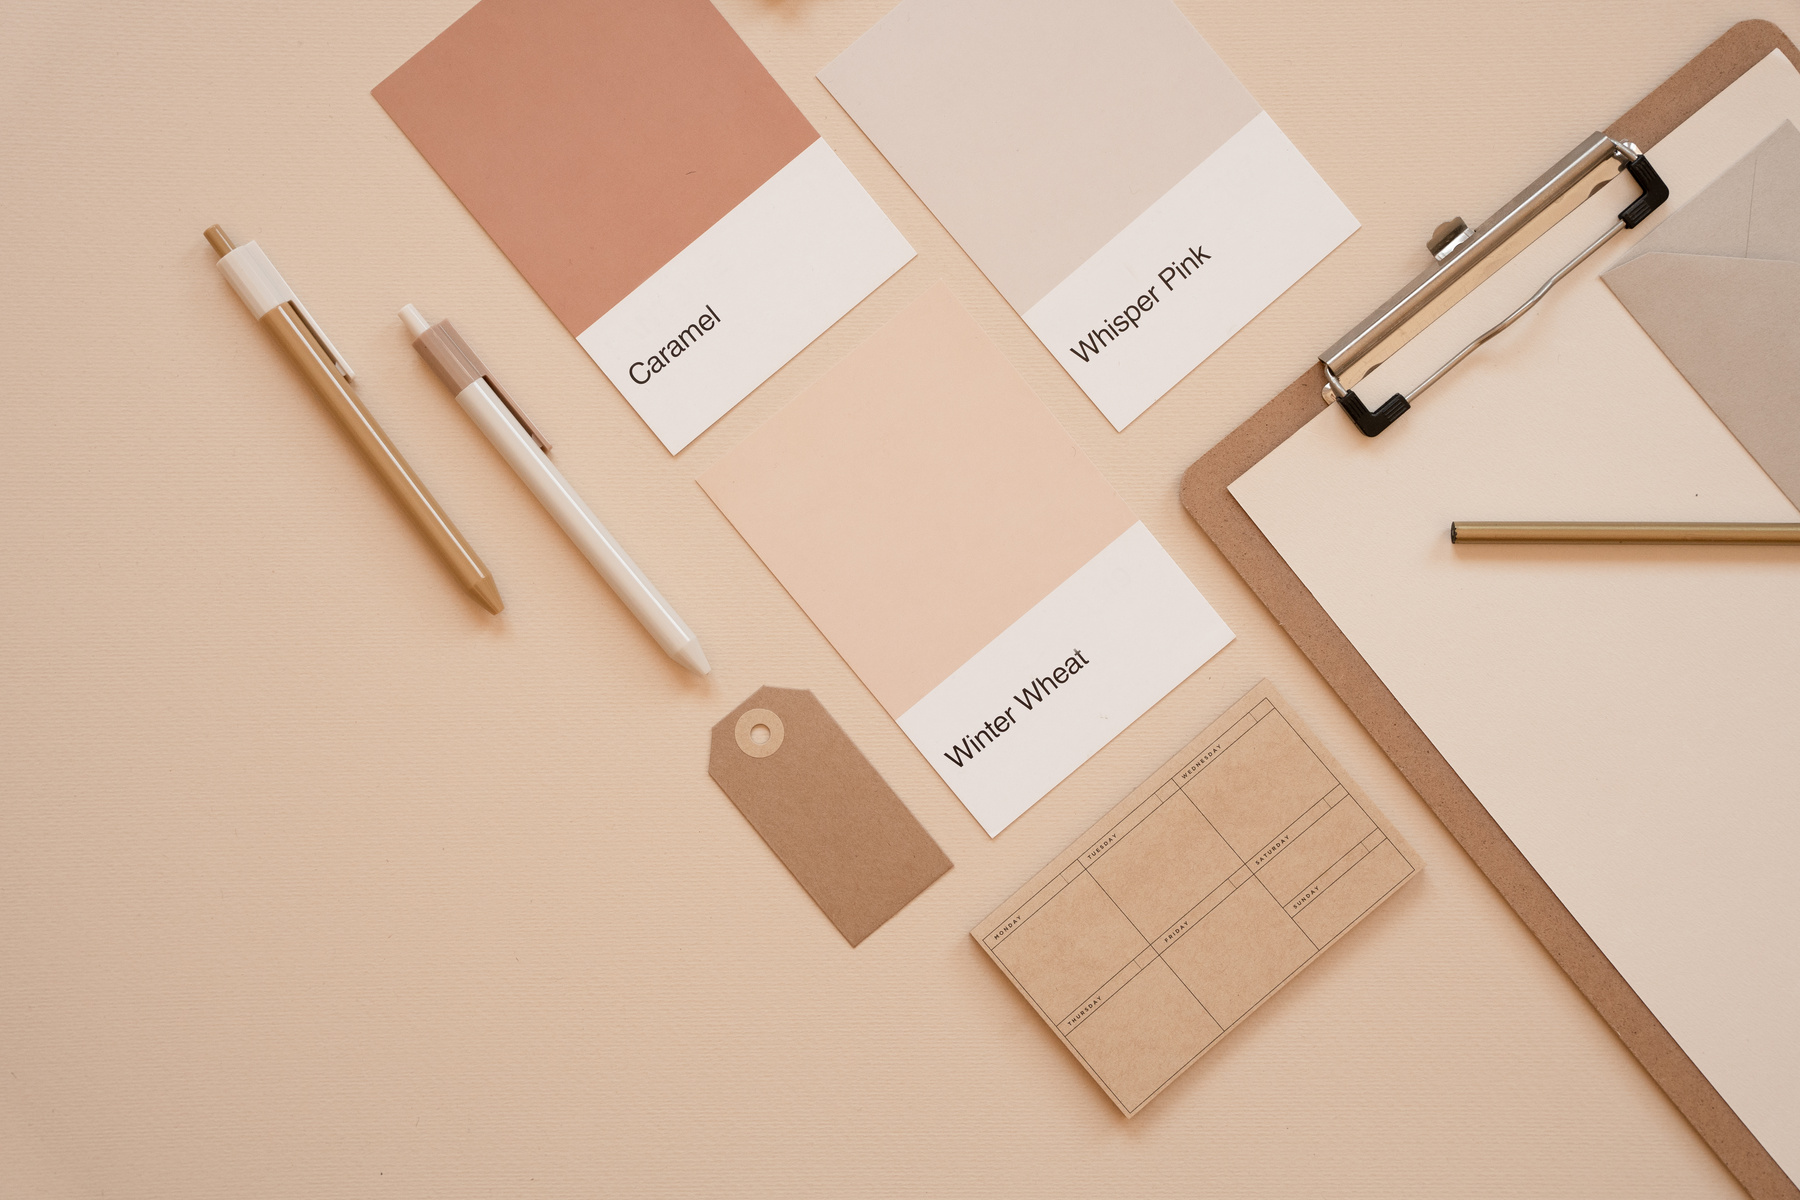 Caramel
Whisper Pink
Winter Wheat
MONDAY
TUESDAY
WEDNESDAY
THURSDAY
FRIDAY
SATURDAY
SUNDAY